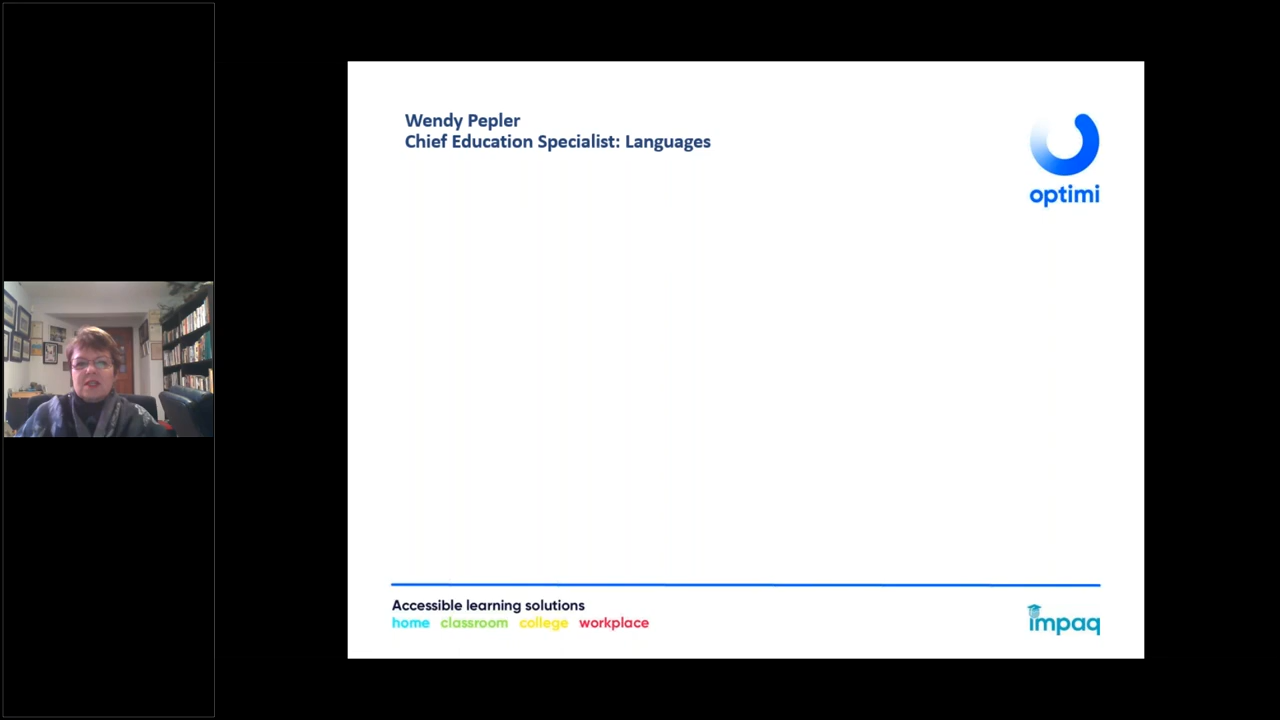 Wendy Pepler
Chief Education Specialist: Languages
optimi
Accessible learning solutions
home classroom college workplace
impaq